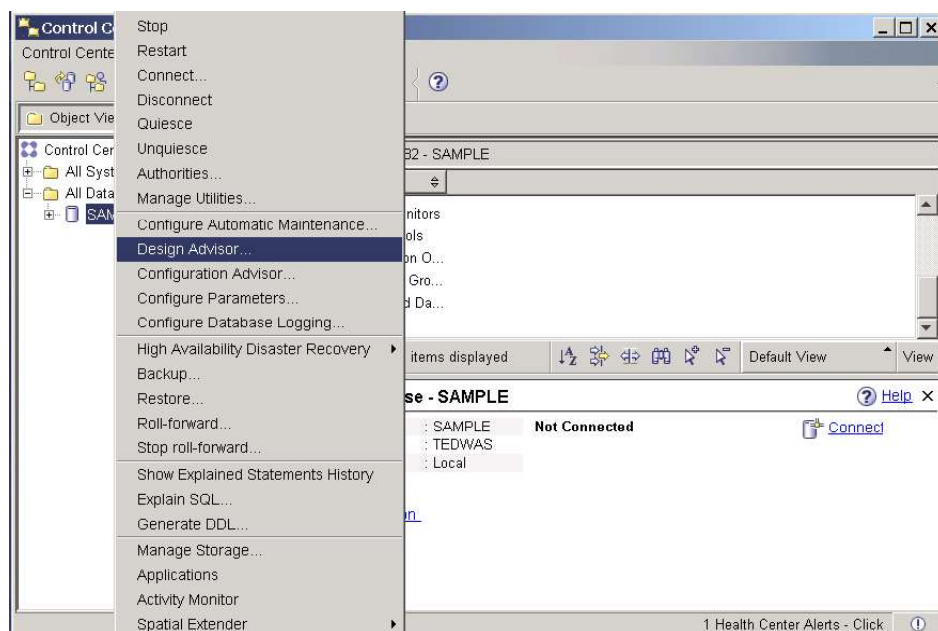 Control C
Control Cente
Object Vie
Control Cer
All Syst
All Data
SAM
Stop
Restart
Connect...
Disconnect
Quiesce
Unquiesce
Authorities...
Manage Utilities...
Configure Automatic Maintenance...
Design Advisor...
Configuration Advisor...
Configure Parameters...
Configure Database Logging...
High Availability Disaster Recovery
Backup...
Restore...
Roll-forward...
Stop roll-forward...
Show Explained Statements History
Explain SQL...
Generate DDL...
Manage Storage...
Applications
Activity Monitor
Spatial Extender
B2 - SAMPLE
nitors
ols
on O...
Gro...
d Da...
items displayed
Default View
View
se - SAMPLE
Help
: SAMPLE
Not Connected
Connect
: TEDWAS
: Local
on
1 Health Center Alerts - Click